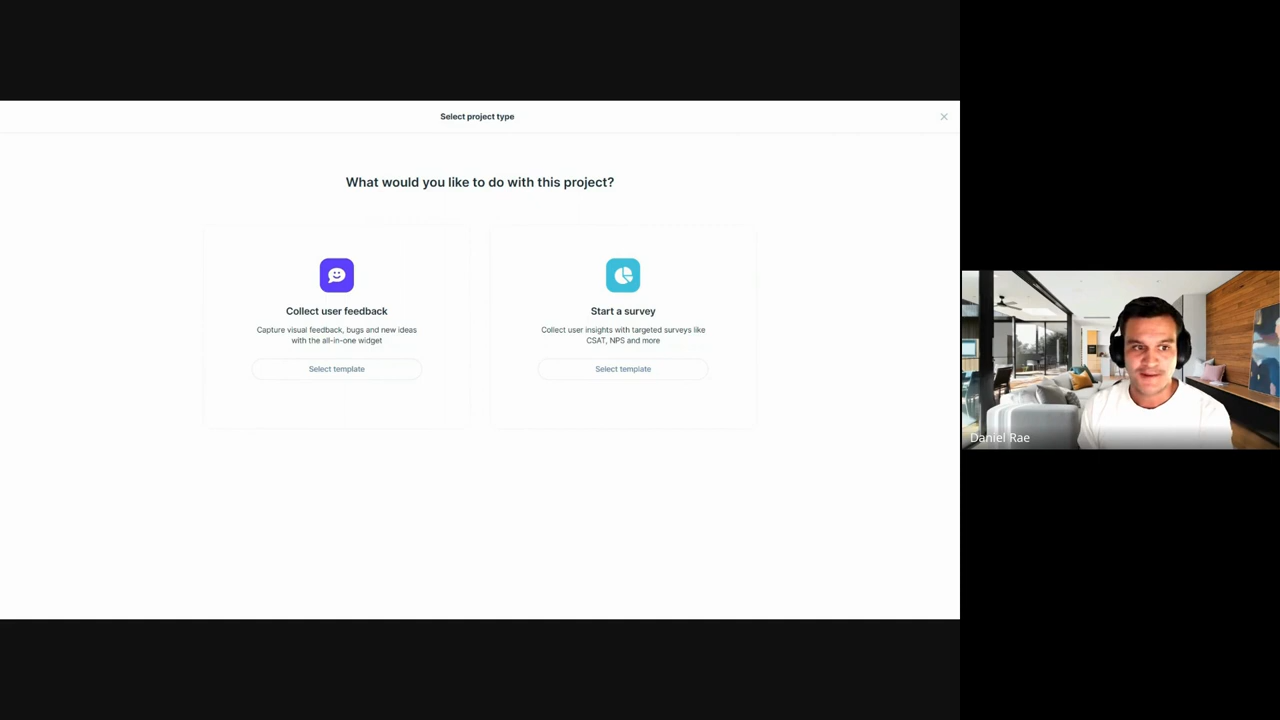 Select project type
What would you like to do with this project?
Collect user feedback
Capture visual feedback, bugs and new ideas
with the all-in-one widget
Select template
Start a survey
Collect user insights with targeted surveys like
CSAT, NPS and more
Select template
Daniel Rae